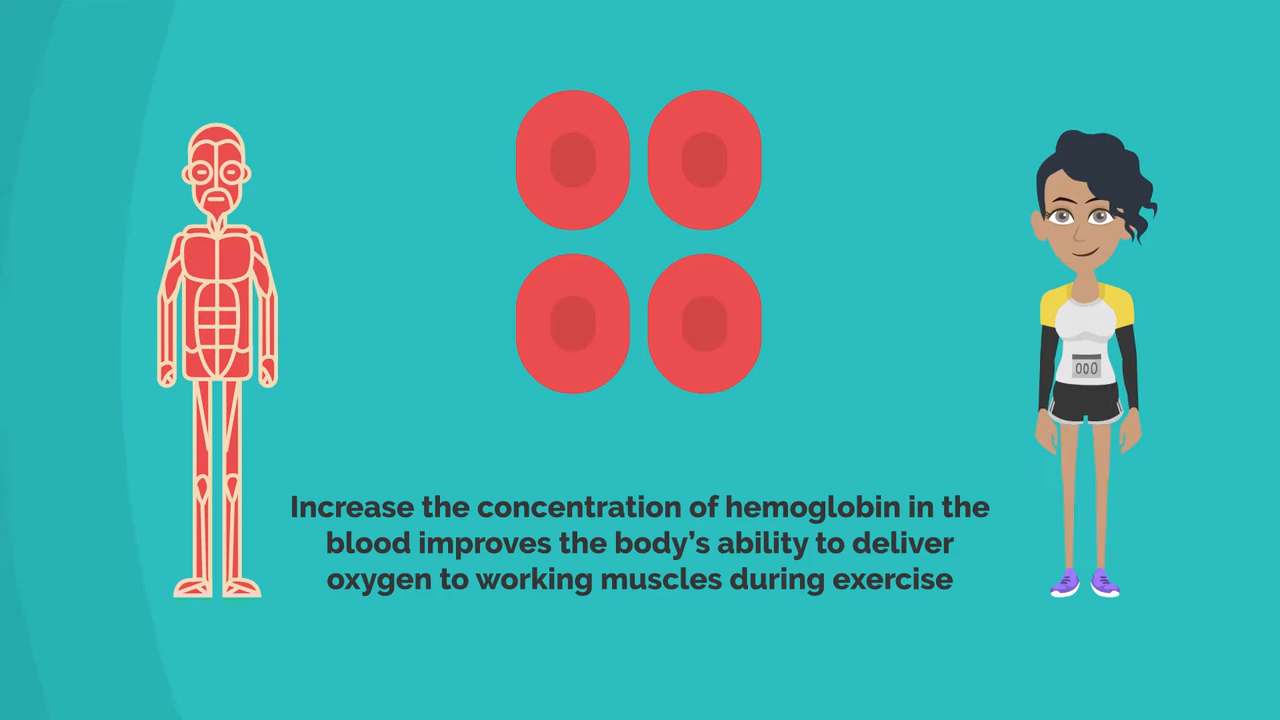 000
Increase the concentration of hemoglobin in the
blood improves the body’s ability to deliver
oxygen to working muscles during exercise